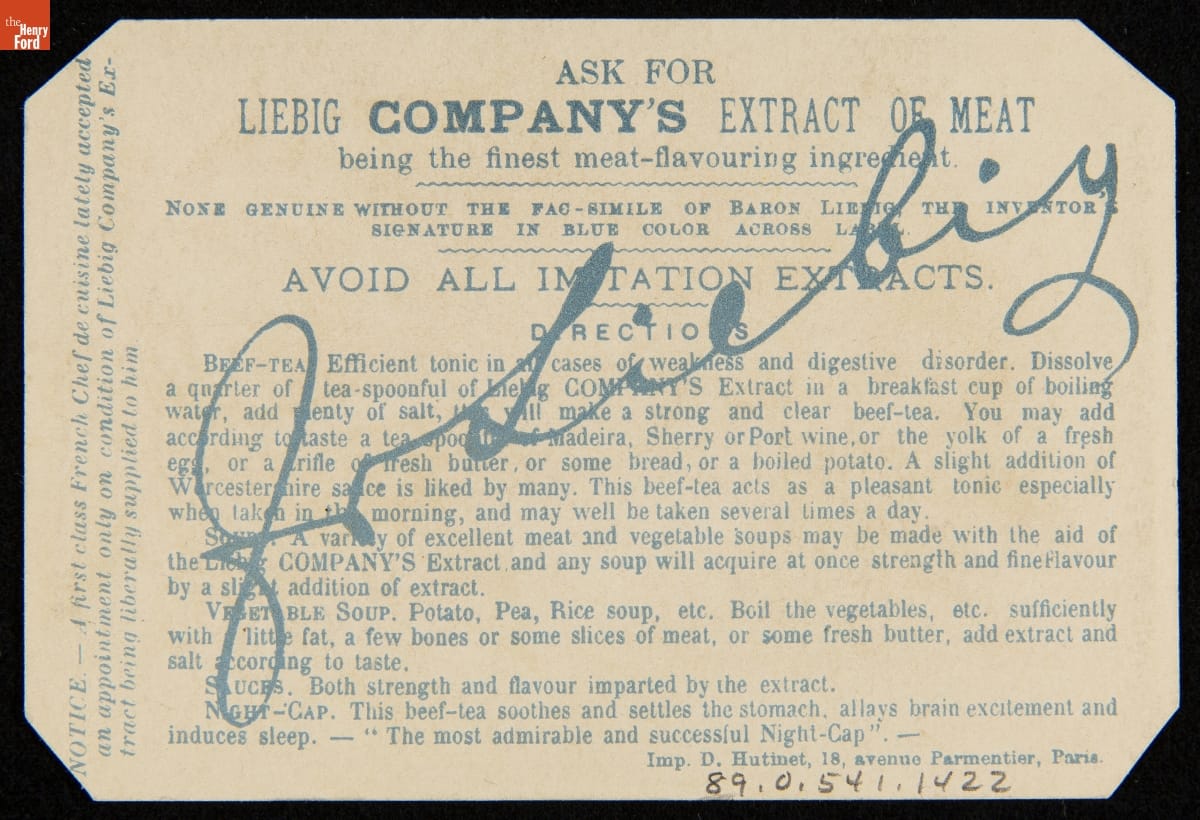 the
Henry
Ford
ASK FOR
LIEBIG COMPANY'S EXTRACT OF MEAT
being the finest meat-flavouring ingredient.
NONE GENUINE WITHOUT THE FAC-SIMILE OF BARON LIEBIG, THE INVENTOR'S
SIGNATURE IN BLUE COLOR ACROSS LABEL.
AVOID ALL IMITATION EXTRACTS.
DIRECTIONS
BEEF-TEA. Efficient tonic in all cases of weakness and digestive disorder. Dissolve
a quarter of tea-spoonful of Liebig COMPANY'S Extract in a breakfast cup of boiling
water, add plenty of salt, this will make a strong and clear beef-tea. You may add
according to taste a tea spoonful of Madeira, Sherry or Port wine, or the yolk of a fresh
egg, or a trifle of fresh butter, or some bread, or a boiled potato. A slight addition of
Worcestershire sauce is liked by many. This beef-tea acts as a pleasant tonic especially
when taken in the morning, and may well be taken several times a day.
SOUPS. A variety of excellent meat and vegetable soups may be made with the aid of
the Liebig COMPANY'S Extract and any soup will acquire at once strength and fine flavour
by a slight addition of extract.
VEGETABLE SOUP. Potato, Pea, Rice soup, etc. Boil the vegetables, etc. sufficiently
with a little fat, a few bones or some slices of meat, or some fresh butter, add extract and
salt according to taste.
SAUCES. Both strength and flavour imparted by the extract.
NIGHT-CAP. This beef-tea soothes and settles the stomach, allays brain excitement and
induces sleep. — " The most admirable and successful Night-Cap". —
Imp. D. Hutinet, 18, avenue Parmentier, Paris.
89.0.541.1422
J v Liebig
NOTICE. — A first class French Chef de cuisine lately accepted
an appointment only on condition of Liebig Company's Ex-
tract being liberally supplied to him